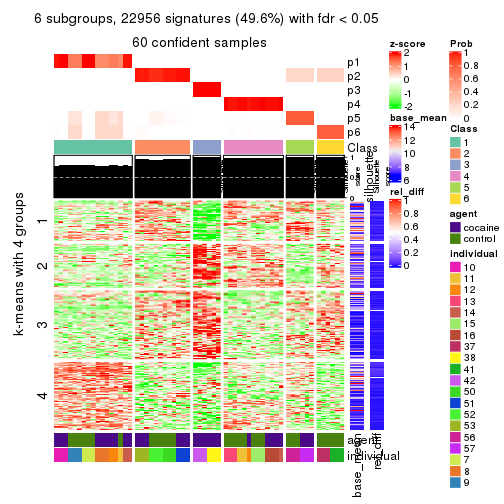 6 subgroups, 22956 signatures (49.6%) with fdr < 0.05
60 confident samples
p1
p2
p3
p4
p5
p6
Class
1
0.5
0
silhouette
score
k-means with 4 groups
1
2
3
4
agent
individual
base_mean
rel_diff
z-score
2
1
0
-1
-2
base_mean
14
12
10
8
6
rel_diff
1
0.8
0.6
0.4
0.2
0
Prob
1
0.8
0.6
0.4
0.2
0
Class
1
2
3
4
5
6
agent
cocaine
control
Individual
10
11
12
13
14
15
16
37
38
41
42
50
51
52
53
56
57
7
8
9